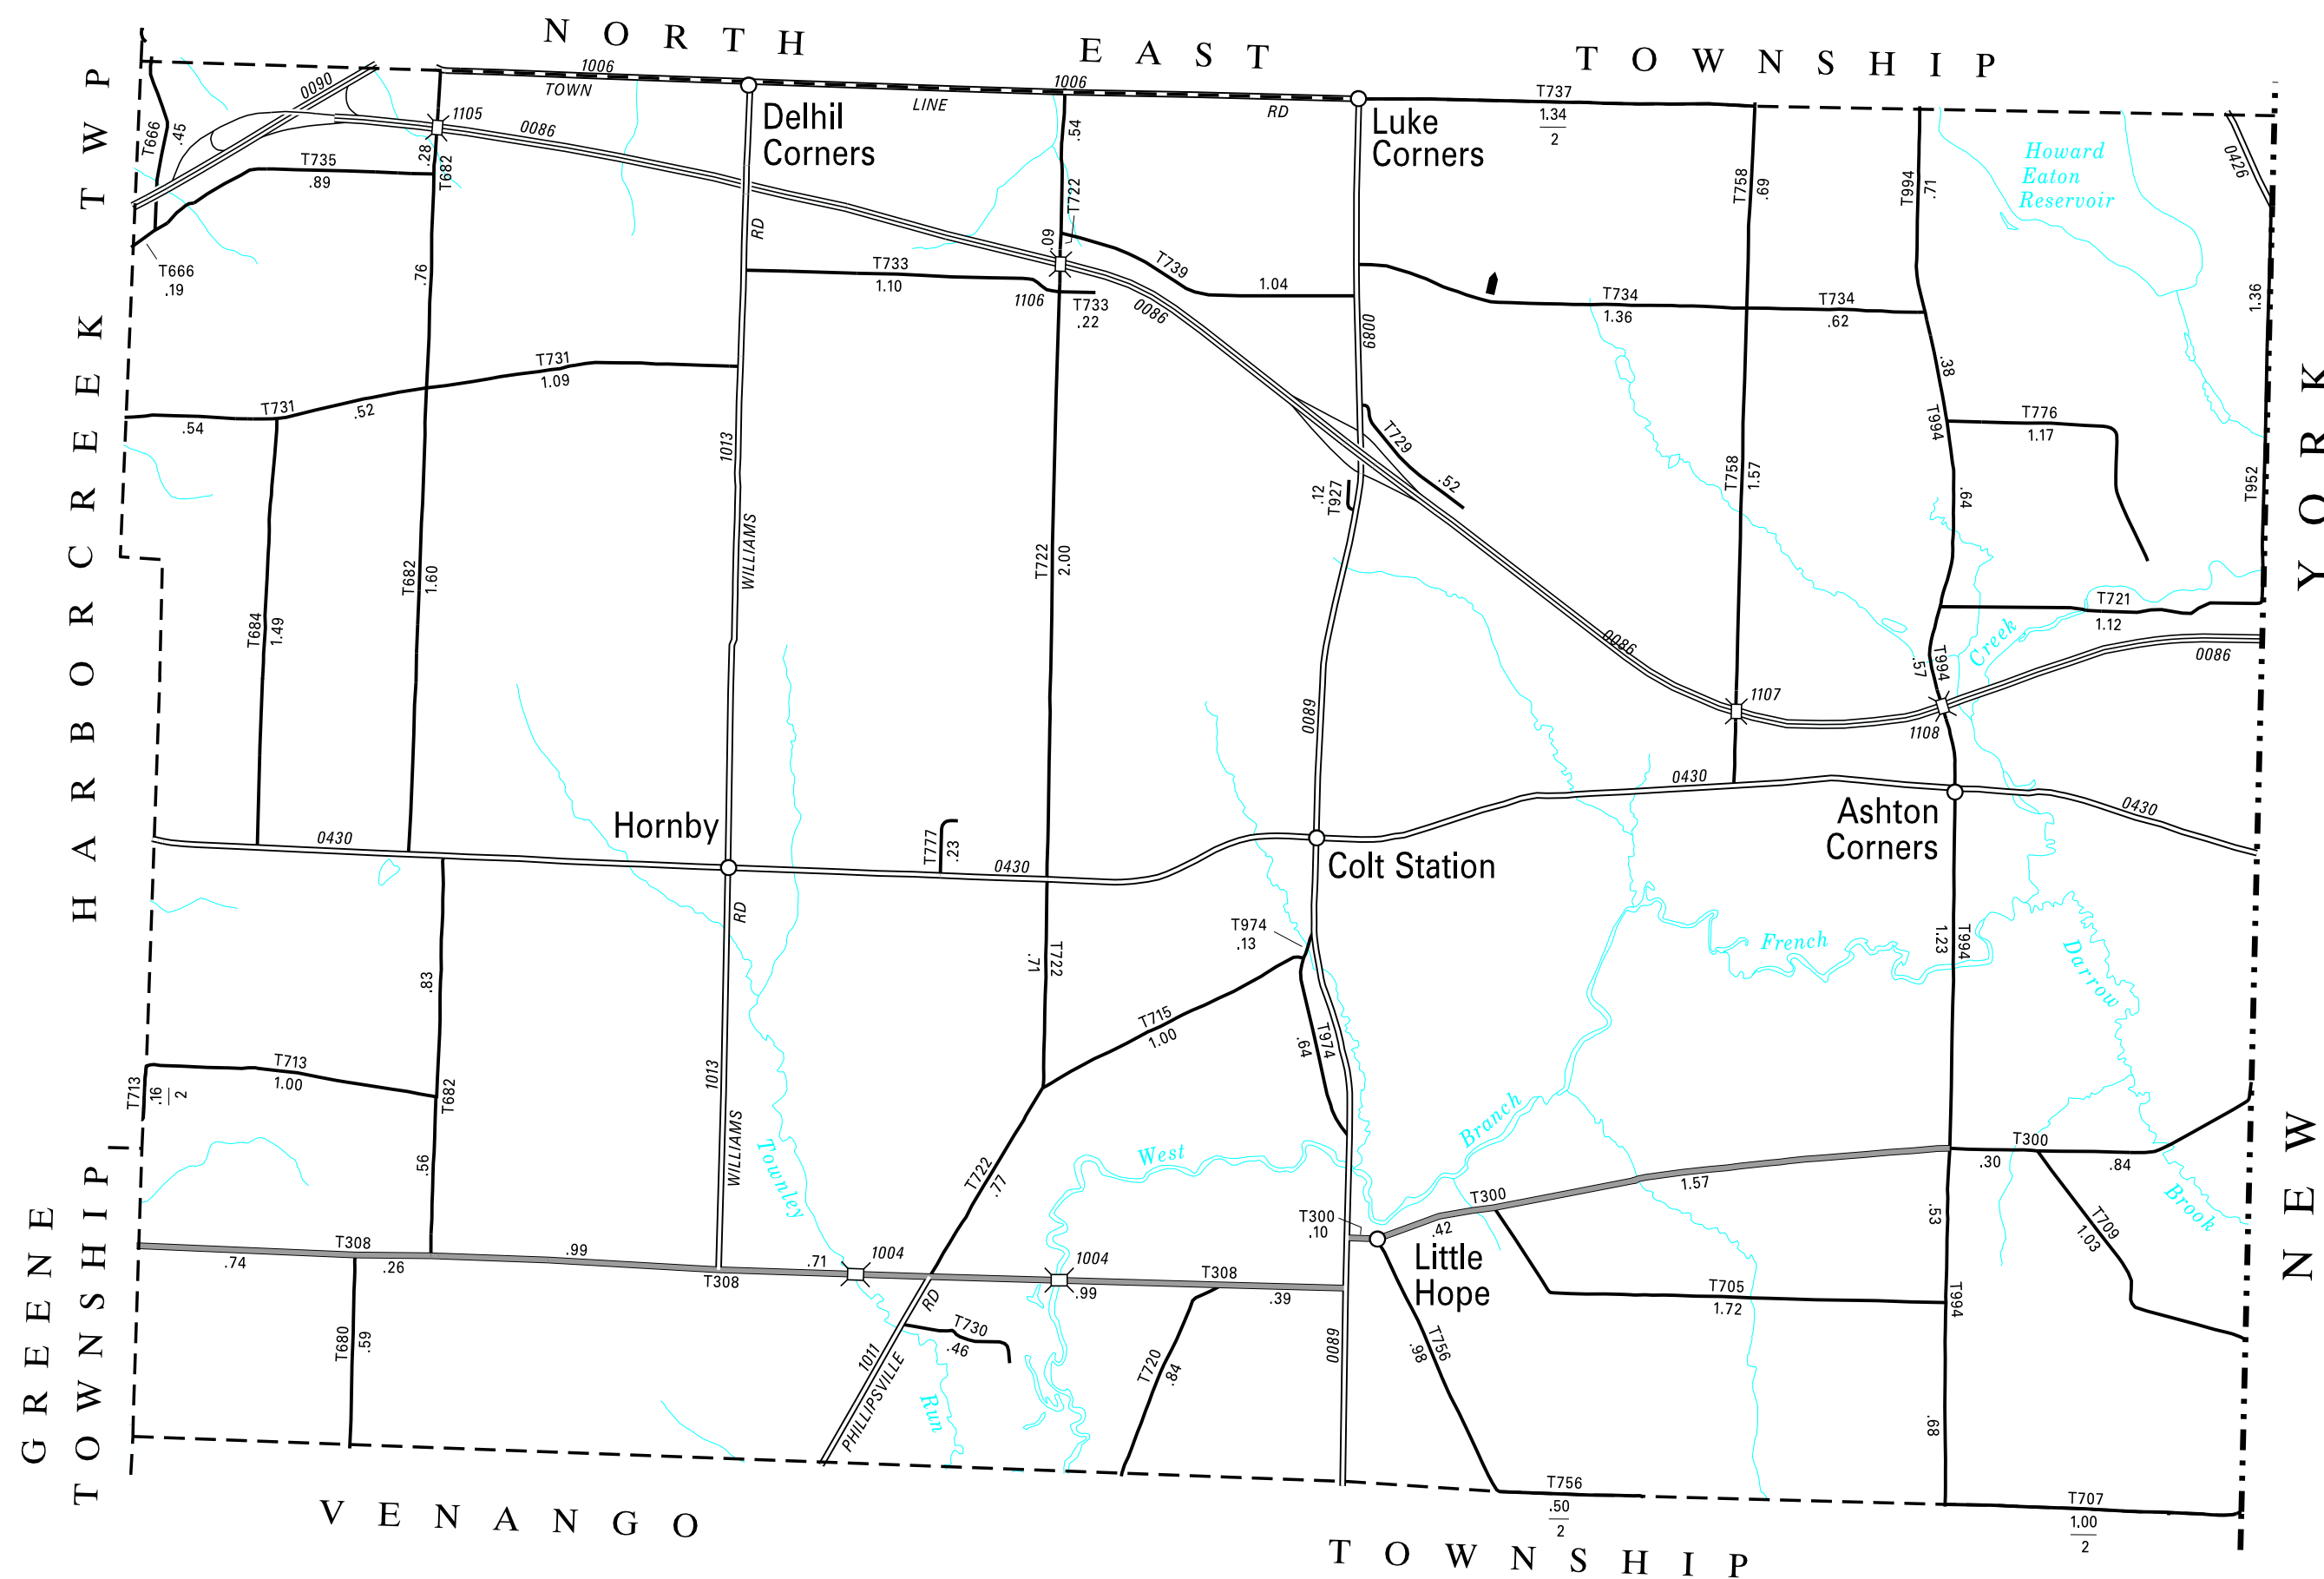 NORTH EAST TOWNSHIP
HARBORCREEK TWP
GREENE
TOWNSHIP
VENANGO TOWNSHIP
NEW YORK
0090
1006
TOWN
LINE
1006
RD
T737
1.34
2
T666
.45
1105
0086
Delhil
Corners
Luke
Corners
.54
T735
.89
.28
T682
T722
.09
T758
.69
T994
.71
Howard
Eaton
Reservoir
0426
RD
T666
.19
.76
T733
1.10
1106
T733
.22
T739
1.04
0086
0089
T734
1.36
T734
.62
1.36
T731
1.09
T731
.52
.54
1013
.38
T994
T776
1.17
T729
.52
.12
T927
T758
1.57
.64
T952
WILLIAMS
T722
2.00
T682
1.60
T684
1.49
T721
1.12
Creek
0086
0086
T994
.57
1107
1108
0089
0430
Ashton
Corners
0430
0430
Hornby
T777
.23
0430
Colt Station
RD
T974
.13
T722
.71
.83
French
1.23
T994
Darrow
T715
1.00
T974
.64
T713
1.00
T713
.16
2
T682
1013
WILLIAMS
.56
Townley
T722
.77
West
Branch
T300
1.57
T300
.10
.42
T300
.30
.84
Brook
T709
1.03
Little
Hope
.53
T308
.74
.26
.99
T308
.71
1004
1004
.99
T308
.39
T705
1.72
T994
T680
.59
RD
1011
PHILLIPSVILLE
T730
.46
Run
T720
.84
0089
T756
.98
.68
T756
.50
2
T707
1.00
2